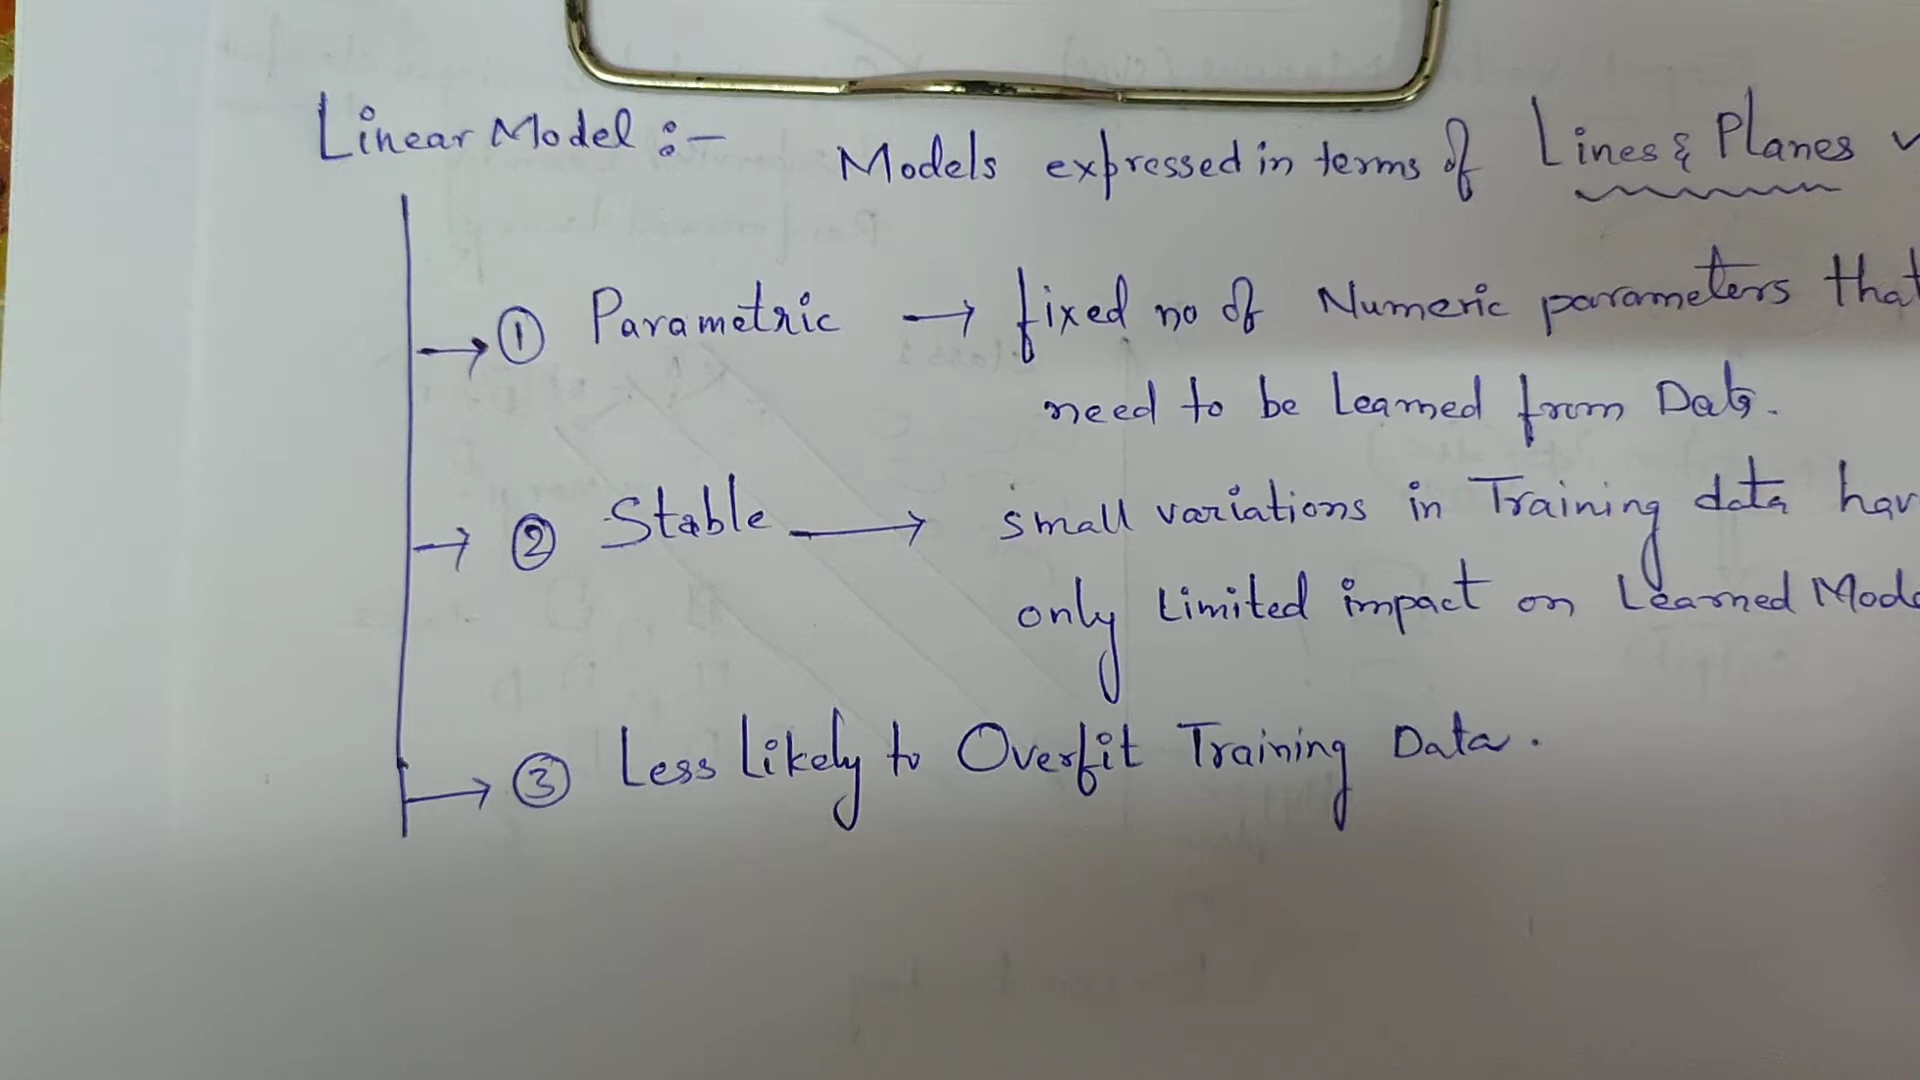 Linear Model :- Models expressed in terms of Lines & Planes
① Parametric → fixed no of Numeric parameters that
need to be Learned from Data.
② Stable → small variations in Training data hav
only Limited impact on Learned Mode
③ Less Likely to Overfit Training Data.